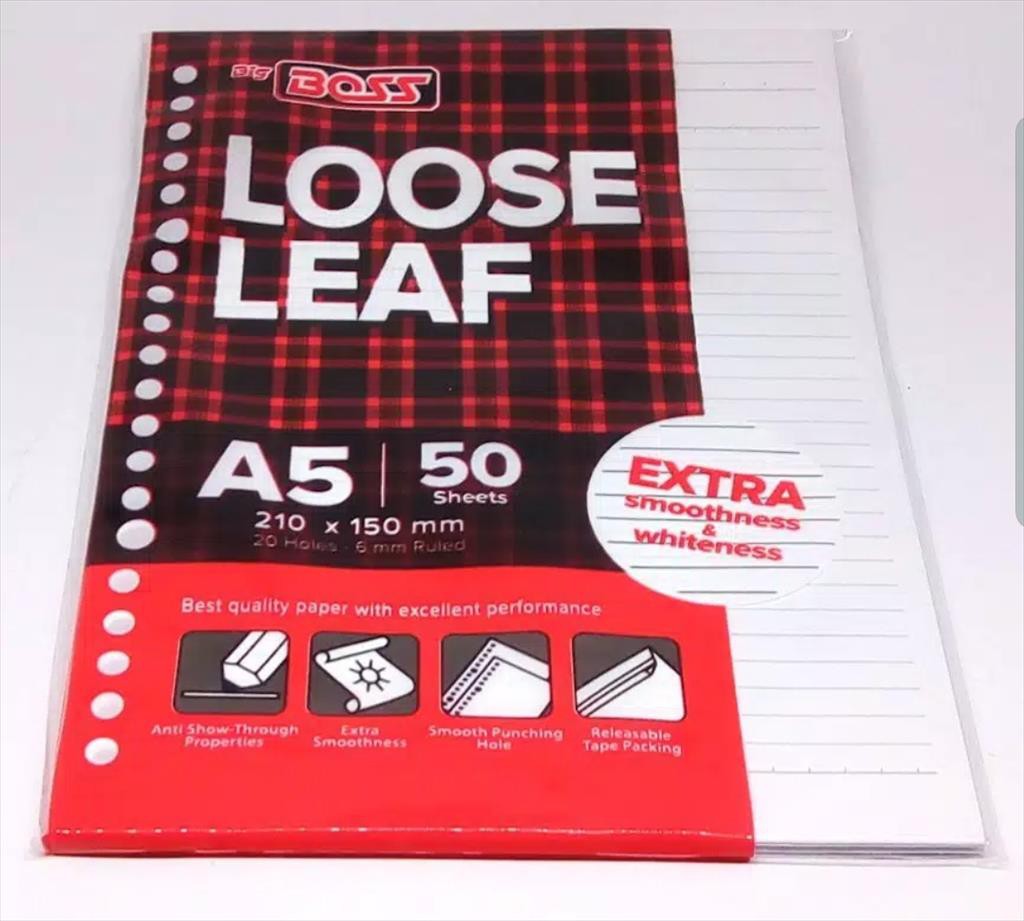 Big BOSS
LOOSE
LEAF
A5 50
Sheets
210 x 150 mm
20 Holes - 6 mm Ruled
EXTRA
smoothness
&
whiteness
Best quality paper with excellent performance
Anti Show-Through
Properties
Extra
Smoothness
Smooth Punching
Hole
Releasable
Tape Packing